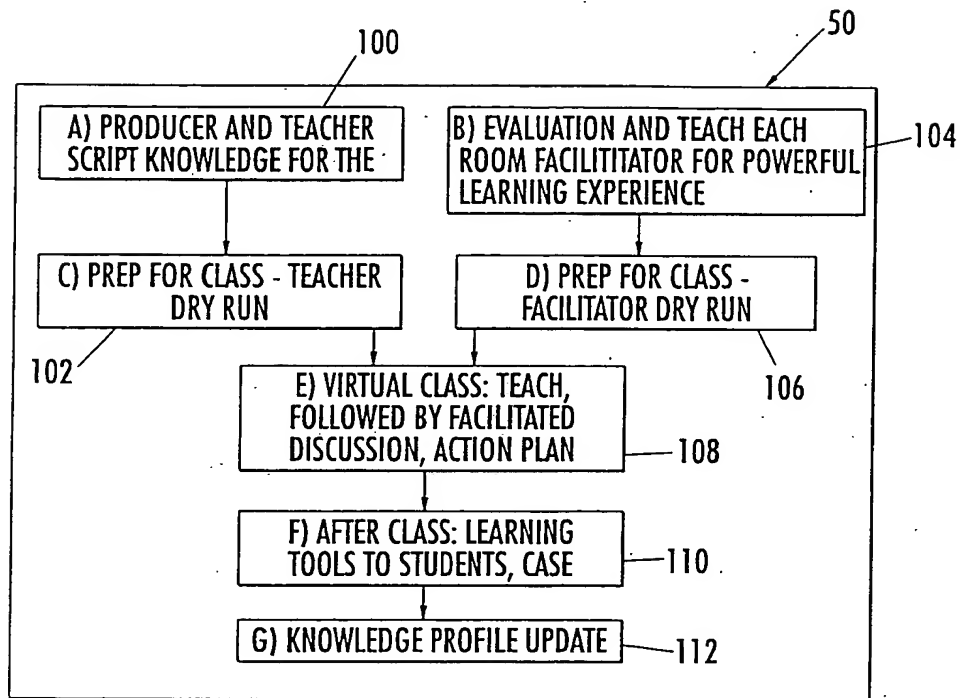 50
100
A) PRODUCER AND TEACHER
SCRIPT KNOWLEDGE FOR THE
B) EVALUATION AND TEACH EACH
ROOM FACILITITATOR FOR POWERFUL
LEARNING EXPERIENCE
104
C) PREP FOR CLASS - TEACHER
DRY RUN
102
D) PREP FOR CLASS -
FACILITATOR DRY RUN
106
E) VIRTUAL CLASS: TEACH,
FOLLOWED BY FACILITATED
DISCUSSION, ACTION PLAN
108
F) AFTER CLASS: LEARNING
TOOLS TO STUDENTS, CASE
110
G) KNOWLEDGE PROFILE UPDATE
112